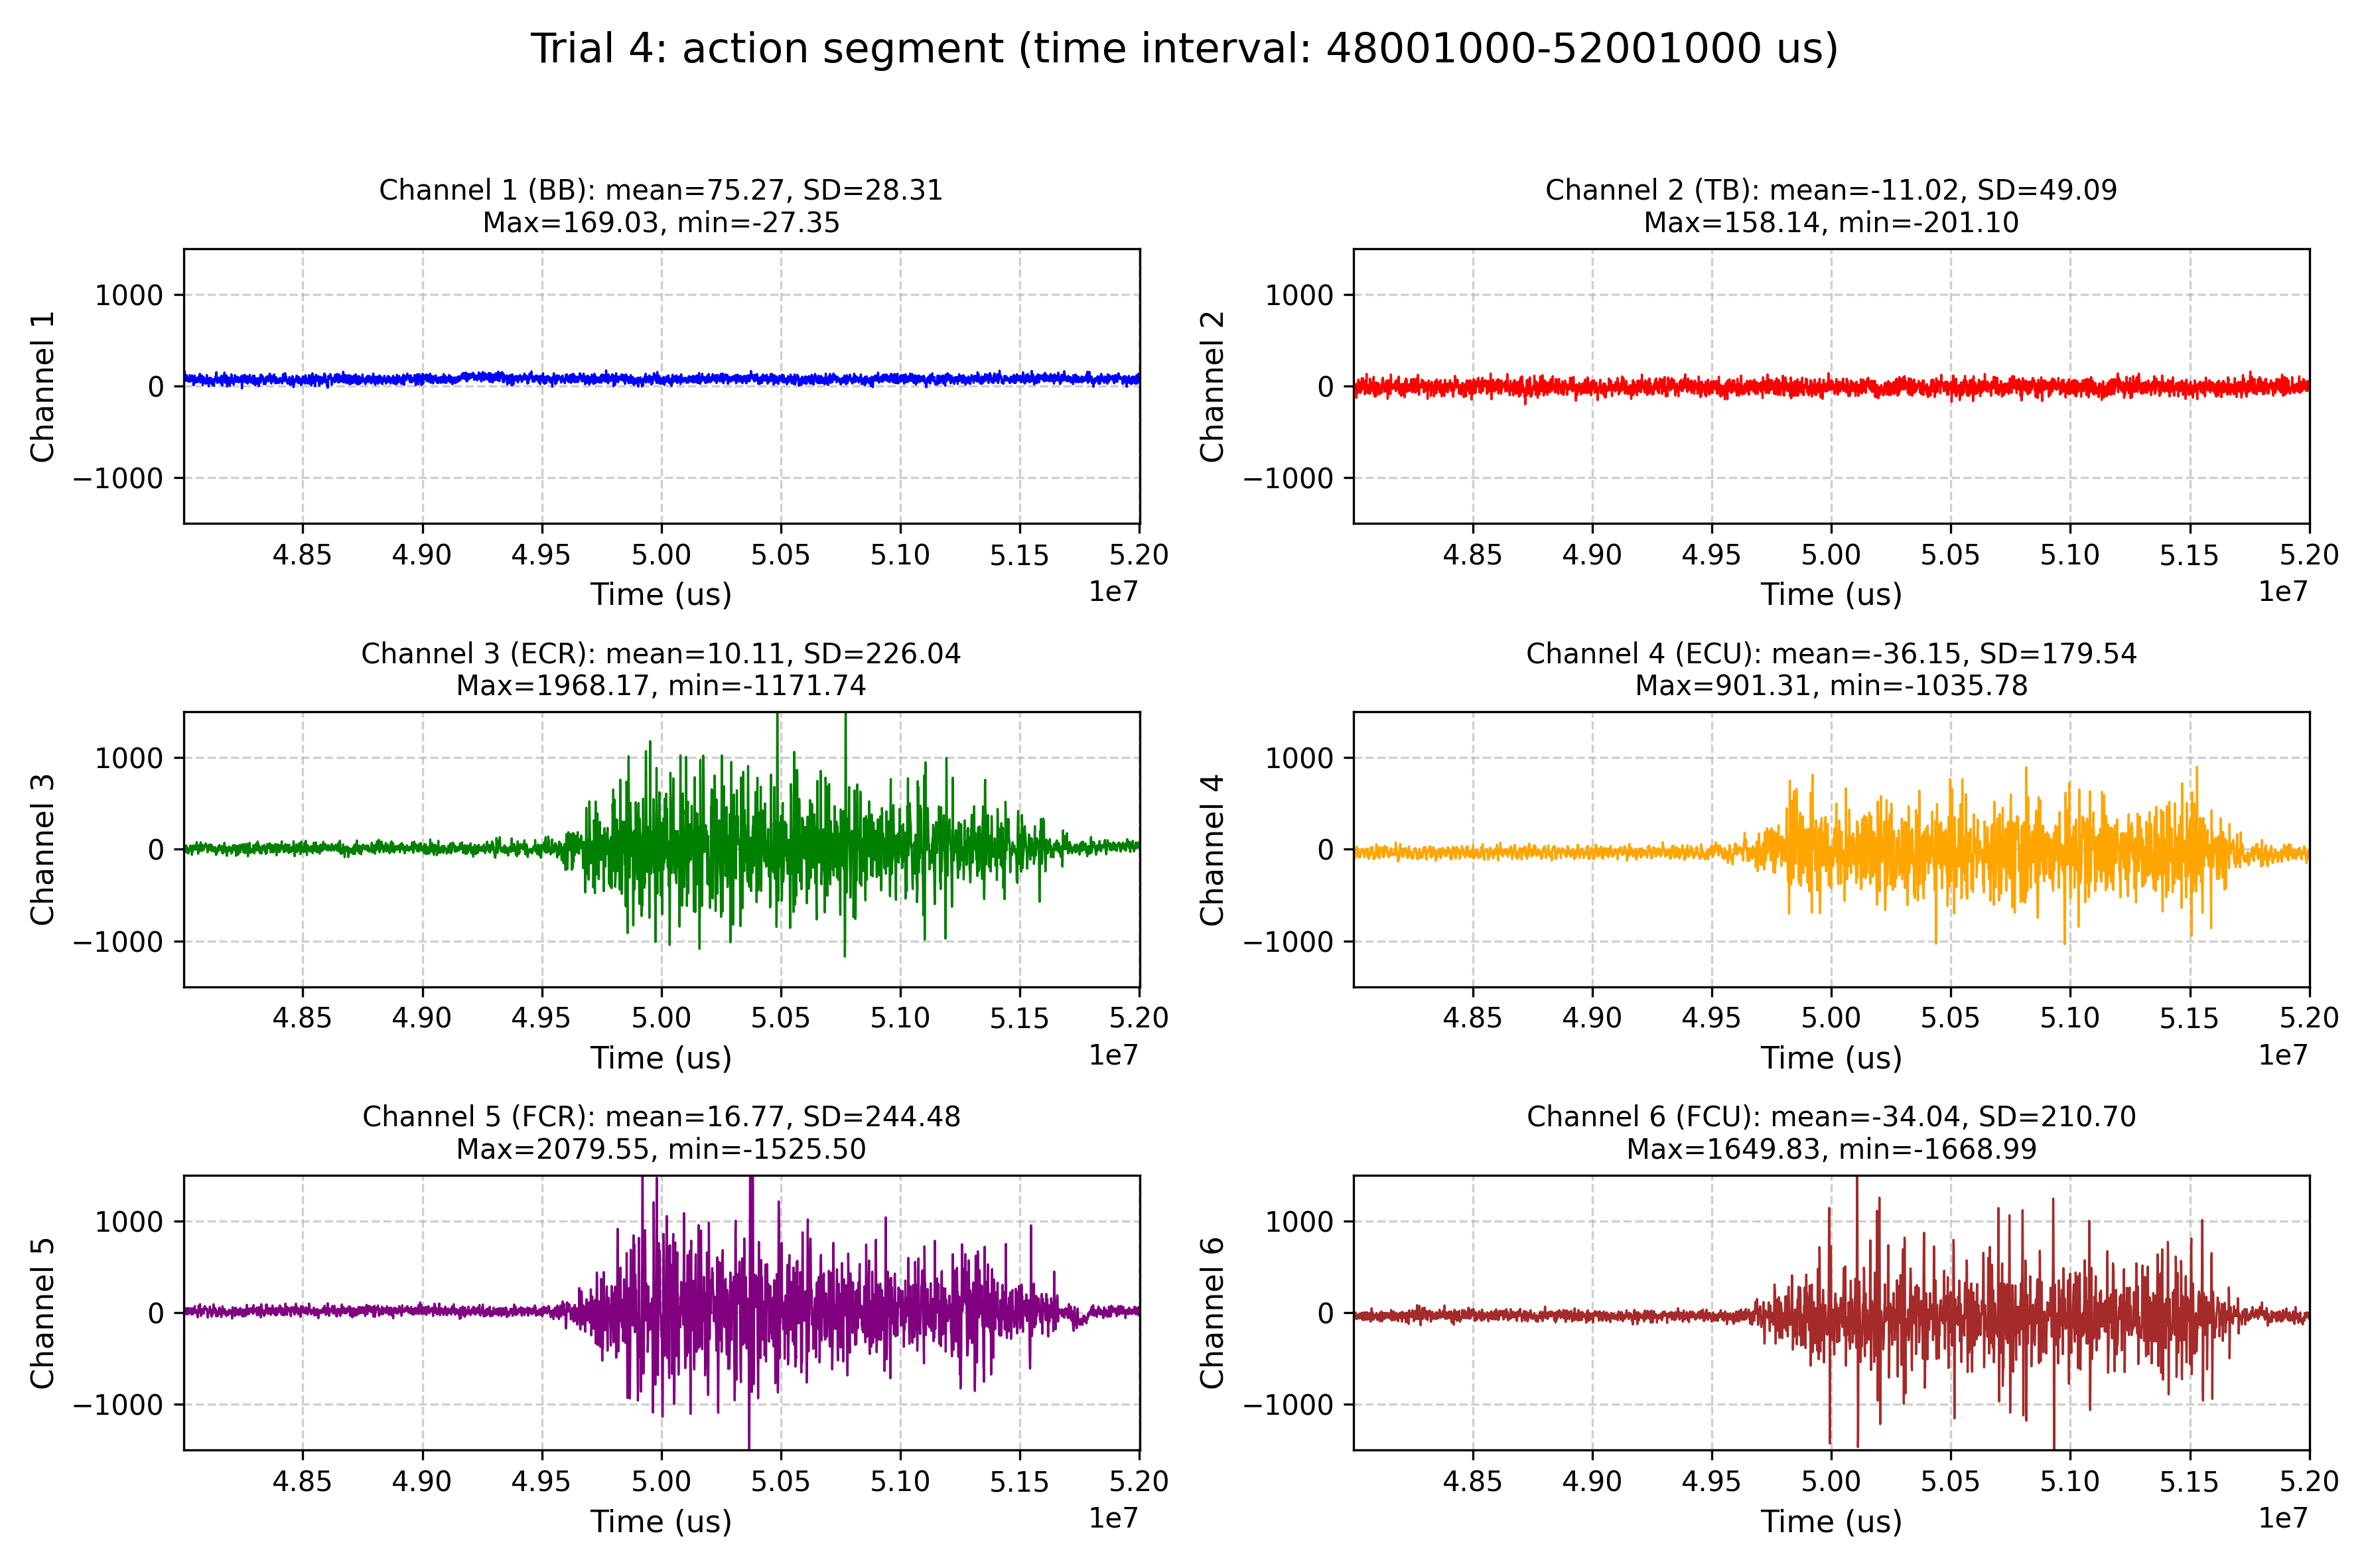 Trial 4: action segment (time interval: 48001000-52001000 us)
Channel 1 (BB): mean=75.27, SD=28.31
Max=169.03, min=-27.35
Channel 1
1000
0
−1000
4.85 4.90 4.95 5.00 5.05 5.10 5.15 5.20
1e7
Time (us)
Channel 2 (TB): mean=-11.02, SD=49.09
Max=158.14, min=-201.10
Channel 2
1000
0
−1000
4.85 4.90 4.95 5.00 5.05 5.10 5.15 5.20
1e7
Time (us)
Channel 3 (ECR): mean=10.11, SD=226.04
Max=1968.17, min=-1171.74
Channel 3
1000
0
−1000
4.85 4.90 4.95 5.00 5.05 5.10 5.15 5.20
1e7
Time (us)
Channel 4 (ECU): mean=-36.15, SD=179.54
Max=901.31, min=-1035.78
Channel 4
1000
0
−1000
4.85 4.90 4.95 5.00 5.05 5.10 5.15 5.20
1e7
Time (us)
Channel 5 (FCR): mean=16.77, SD=244.48
Max=2079.55, min=-1525.50
Channel 5
1000
0
−1000
4.85 4.90 4.95 5.00 5.05 5.10 5.15 5.20
1e7
Time (us)
Channel 6 (FCU): mean=-34.04, SD=210.70
Max=1649.83, min=-1668.99
Channel 6
1000
0
−1000
4.85 4.90 4.95 5.00 5.05 5.10 5.15 5.20
1e7
Time (us)